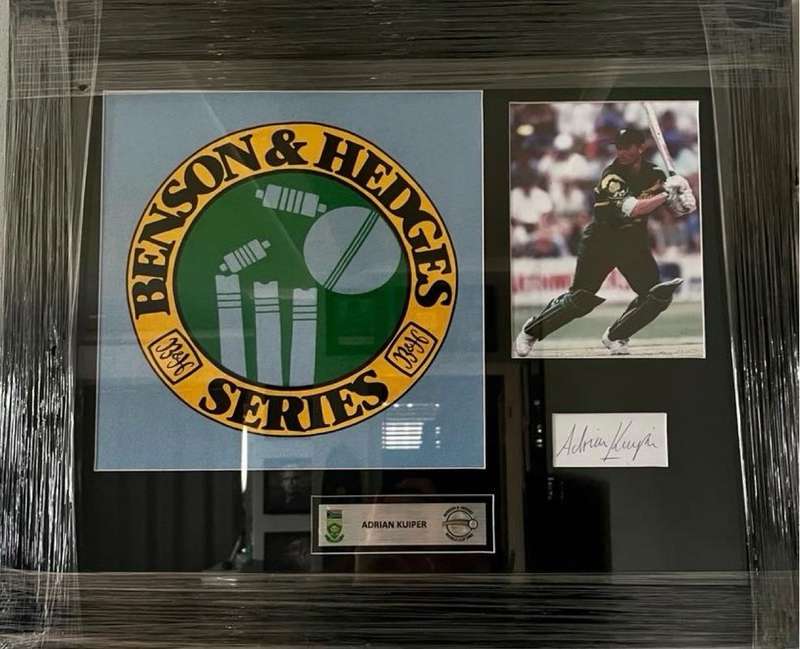 BENSON & HEDGES
B&H
B&H
SERIES
Adrian Kuiper
ADRIAN KUIPER